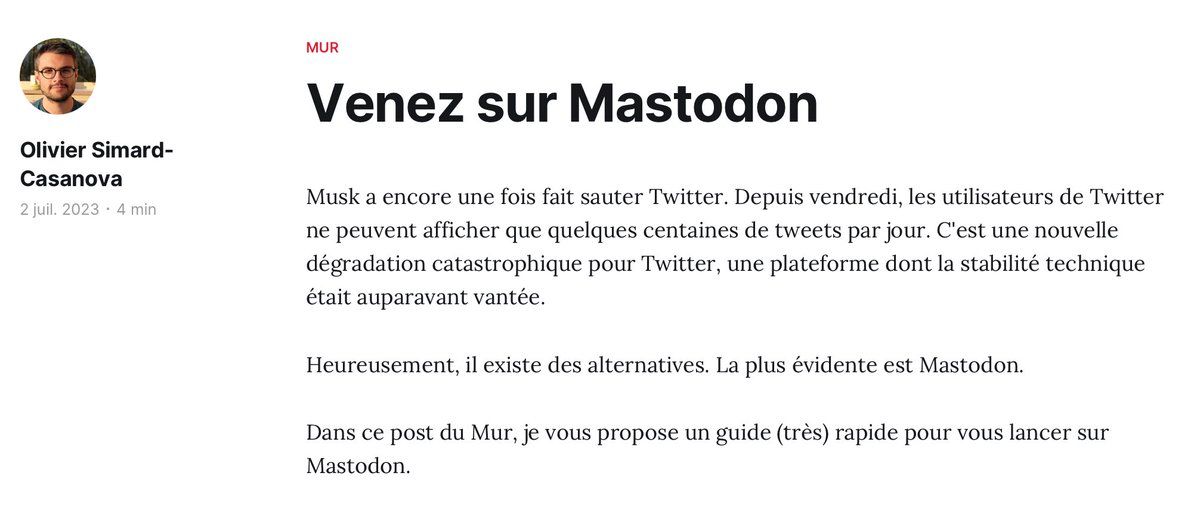 MUR
Venez sur Mastodon
Olivier Simard-
Casanova
2 juil. 2023 · 4 min
Musk a encore une fois fait sauter Twitter. Depuis vendredi, les utilisateurs de Twitter
ne peuvent afficher que quelques centaines de tweets par jour. C'est une nouvelle
dégradation catastrophique pour Twitter, une plateforme dont la stabilité technique
était auparavant vantée.
Heureusement, il existe des alternatives. La plus évidente est Mastodon.
Dans ce post du Mur, je vous propose un guide (très) rapide pour vous lancer sur
Mastodon.